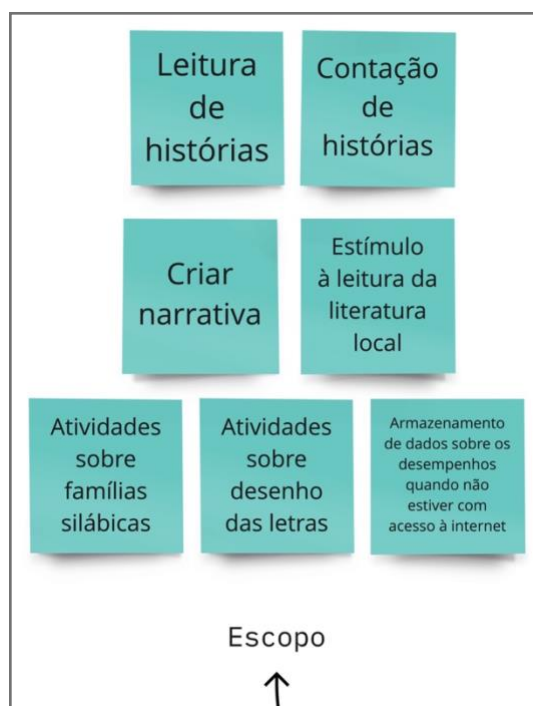 Leitura
de
histórias
Contação
de
histórias
Criar
narrativa
Estímulo
à leitura da
literatura
local
Atividades
sobre
famílias
silábicas
Atividades
sobre
desenho
das letras
Armazenamento
de dados sobre os
desempenhos
quando não
estiver com
acesso à internet
Escopo